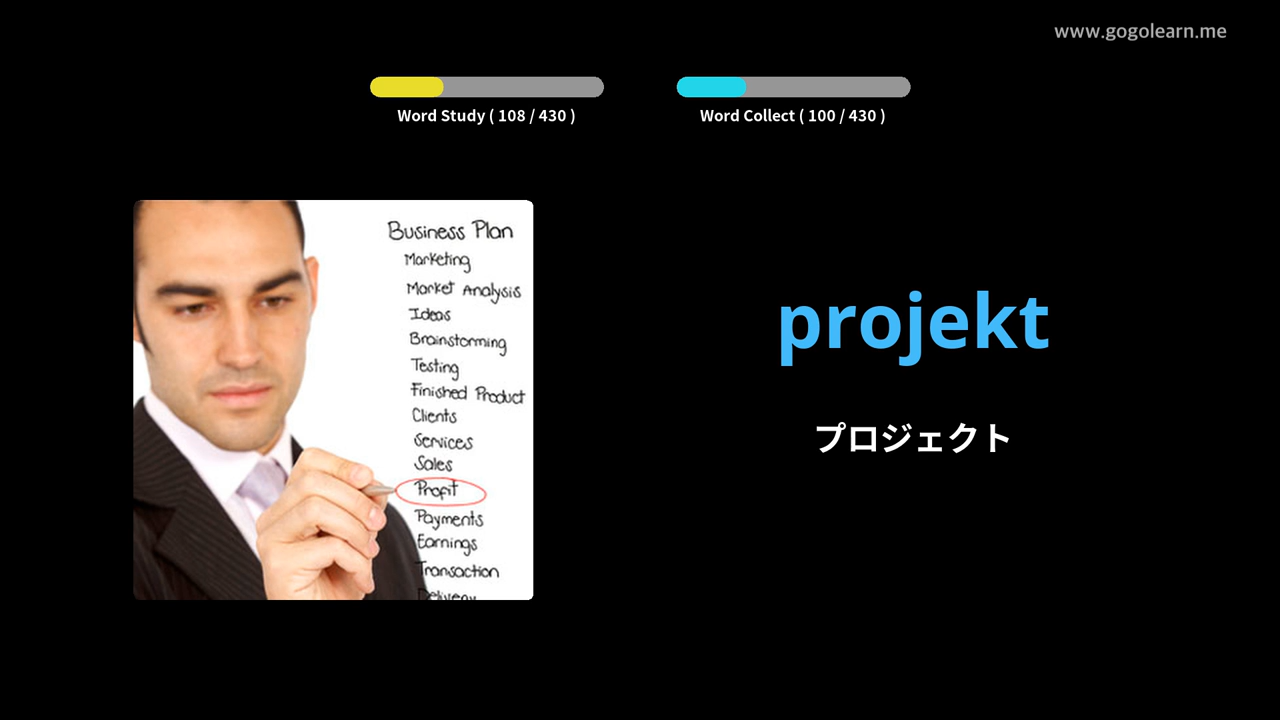 www.gogolearn.me
Word Study ( 108 / 430 )
Word Collect ( 100 / 430 )
Business Plan
Marketing
Market Analysis
Ideas
Brainstorming
Testing
Finished Product
Clients
Services
Sales
Profit
Payments
Earnings
Transaction
Delivery
projekt
プロジェクト